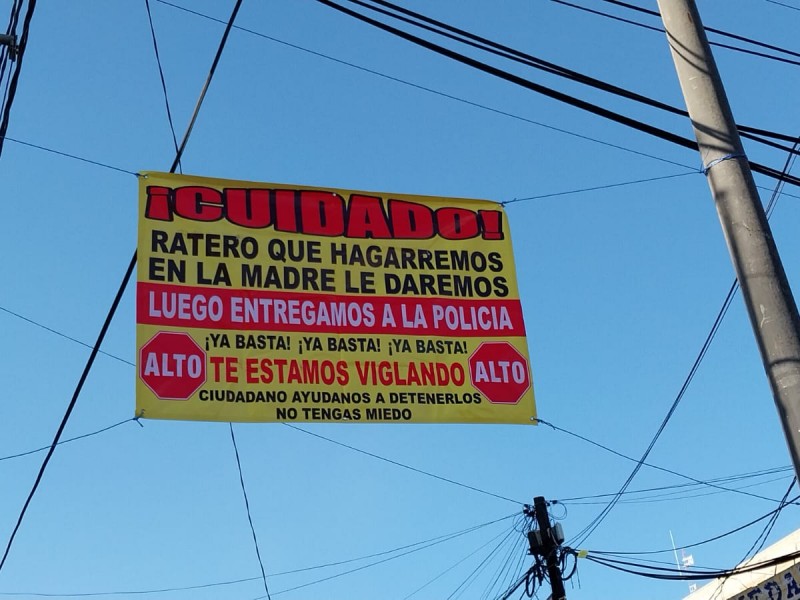 ¡CUIDADO!
RATERO QUE HAGARREMOS
EN LA MADRE LE DAREMOS
LUEGO ENTREGAMOS A LA POLICIA
¡YA BASTA! ¡YA BASTA! ¡YA BASTA!
ALTO TE ESTAMOS VIGLANDO ALTO
CIUDADANO AYUDANOS A DETENERLOS
NO TENGAS MIEDO